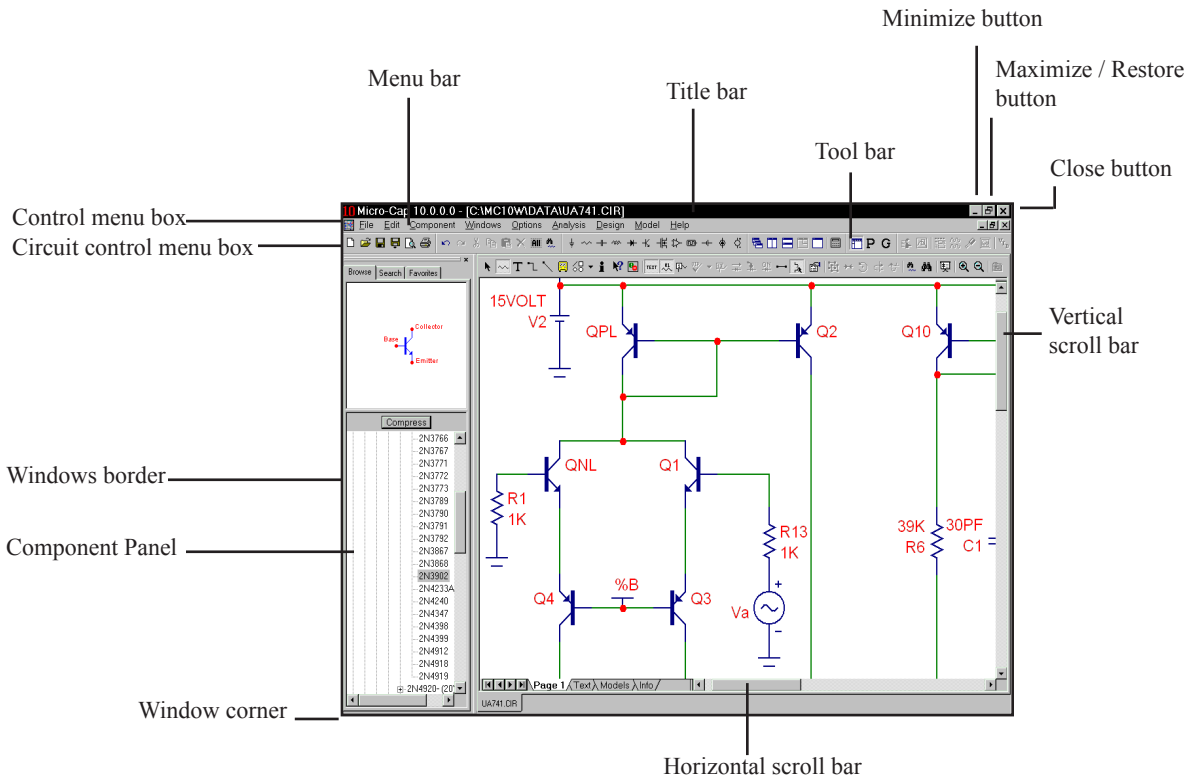 Minimize button
Maximize / Restore
button
Menu bar
Title bar
Tool bar
Close button
Control menu box
Circuit control menu box
Micro-Cap 10.0.0.0 - [C:\MC10W\DATA\UA741.CIR]
File Edit Component Windows Options Analysis Design Model Help
P G
Browse Search Favorites
T
TEXT
Collector
Base
Emitter
Compress
2N3766
2N3767
2N3771
2N3772
2N3773
2N3789
2N3790
2N3791
2N3792
2N3867
2N3868
2N3902
2N4233A
2N4240
2N4347
2N4398
2N4399
2N4912
2N4918
2N4919
2N4920- (20
15VOLT
V2
QPL
Q2
Q10
QNL
Q1
R1
1K
R13
1K
39K
R6
30PF
C1
%B
Q4
Q3
Va
+
−
Page 1 Text Models Info
UA741.CIR
Vertical
scroll bar
Windows border
Component Panel
Window corner
Horizontal scroll bar